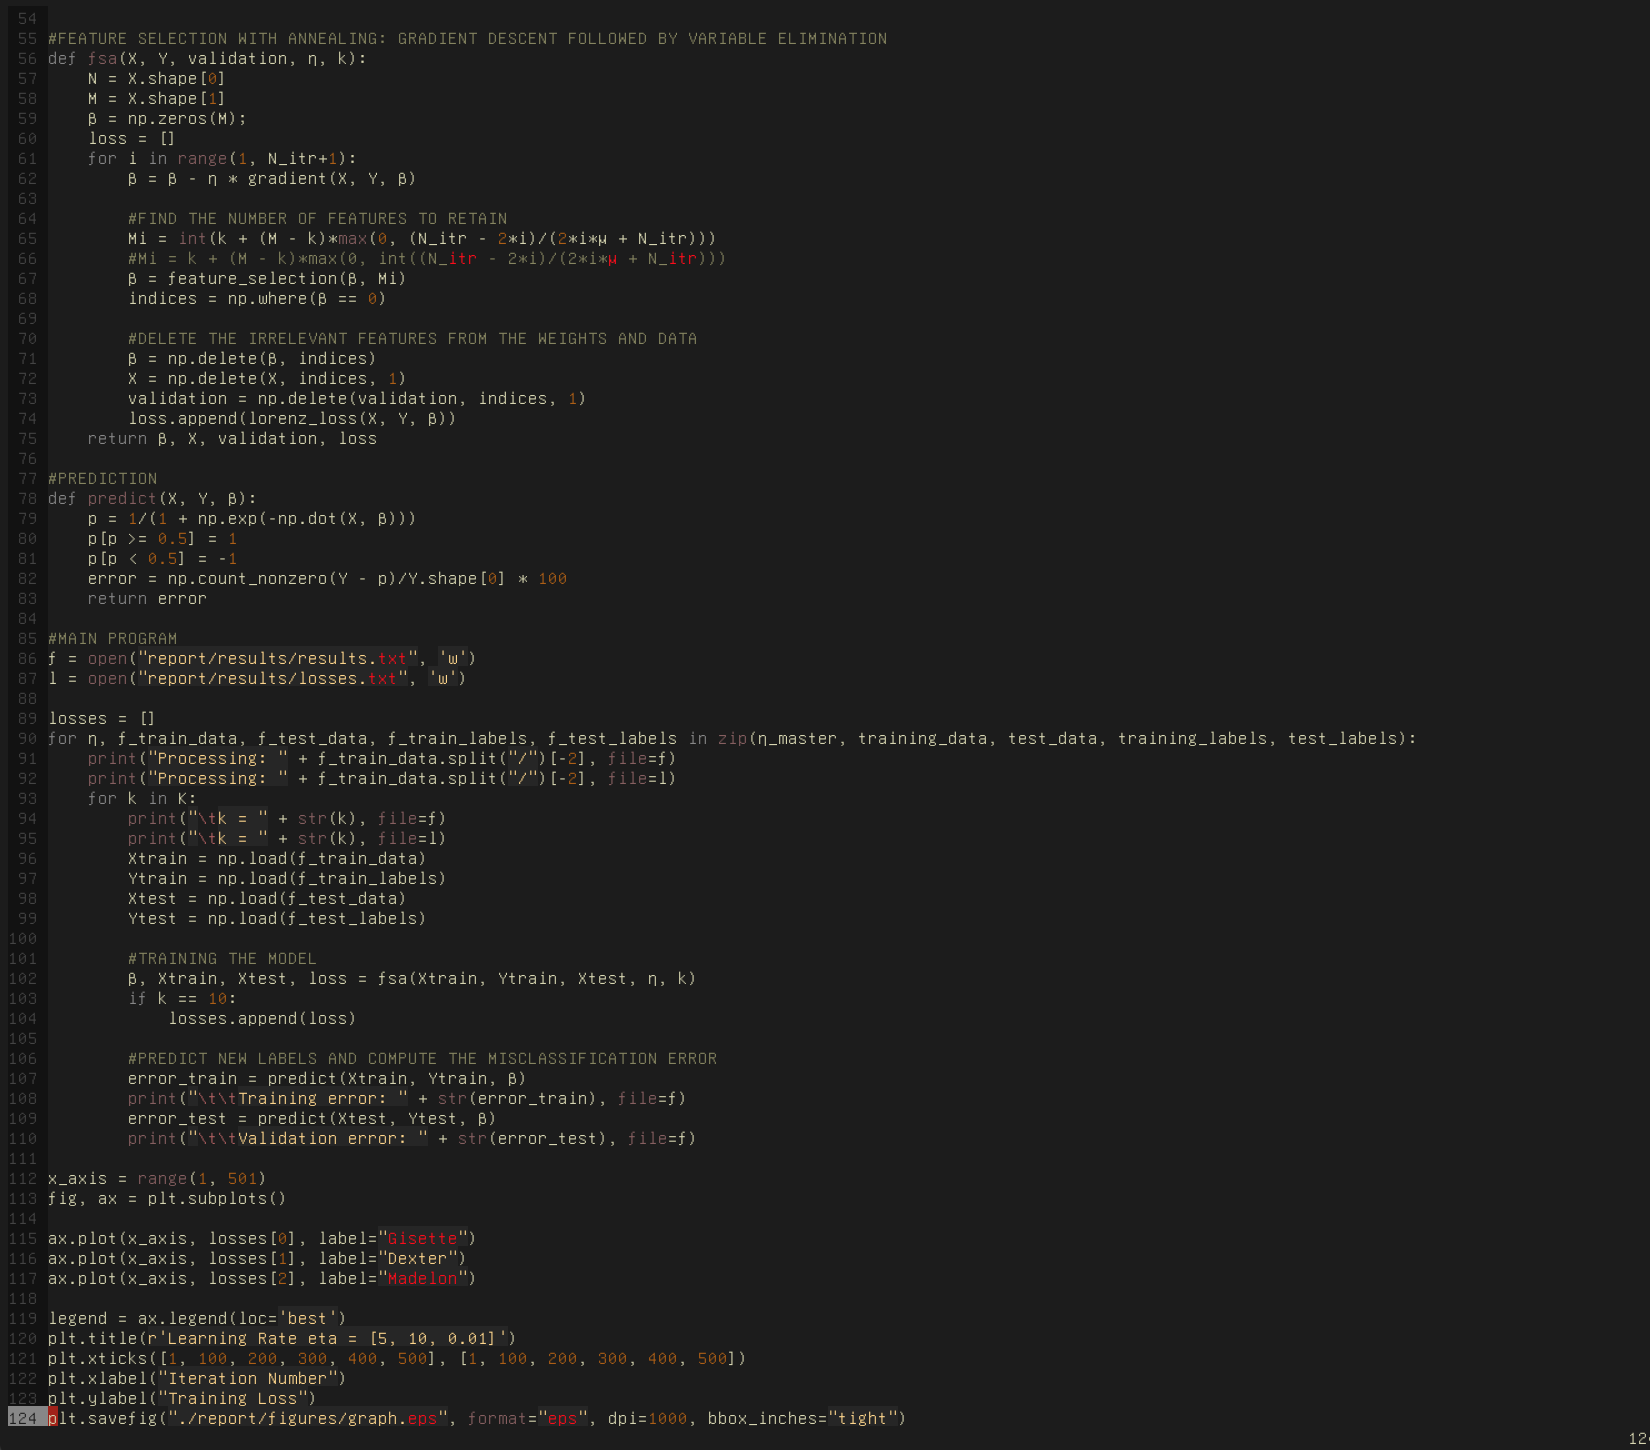 54
55 #FEATURE SELECTION WITH ANNEALING: GRADIENT DESCENT FOLLOWED BY VARIABLE ELIMINATION
56 def fsa(X, Y, validation, η, k):
57     N = X.shape[0]
58     M = X.shape[1]
59     β = np.zeros(M);
60     loss = []
61     for i in range(1, N_itr+1):
62         β = β - η * gradient(X, Y, β)
63
64         #FIND THE NUMBER OF FEATURES TO RETAIN
65         Mi = int(k + (M - k)*max(0, (N_itr - 2*i)/(2*i*μ + N_itr)))
66         #Mi = k + (M - k)*max(0, int((N_itr - 2*i)/(2*i*μ + N_itr)))
67         β = feature_selection(β, Mi)
68         indices = np.where(β == 0)
69
70         #DELETE THE IRRELEVANT FEATURES FROM THE WEIGHTS AND DATA
71         β = np.delete(β, indices)
72         X = np.delete(X, indices, 1)
73         validation = np.delete(validation, indices, 1)
74         loss.append(lorenz_loss(X, Y, β))
75     return β, X, validation, loss
76
77 #PREDICTION
78 def predict(X, Y, β):
79     p = 1/(1 + np.exp(-np.dot(X, β)))
80     p[p >= 0.5] = 1
81     p[p < 0.5] = -1
82     error = np.count_nonzero(Y - p)/Y.shape[0] * 100
83     return error
84
85 #MAIN PROGRAM
86 f = open("report/results/results.txt", 'w')
87 l = open("report/results/losses.txt", 'w')
88
89 losses = []
90 for η, f_train_data, f_test_data, f_train_labels, f_test_labels in zip(η_master, training_data, test_data, training_labels, test_labels):
91     print("Processing: " + f_train_data.split("/")[-2], file=f)
92     print("Processing: " + f_train_data.split("/")[-2], file=l)
93     for k in K:
94         print("\tk = " + str(k), file=f)
95         print("\tk = " + str(k), file=l)
96         Xtrain = np.load(f_train_data)
97         Ytrain = np.load(f_train_labels)
98         Xtest = np.load(f_test_data)
99         Ytest = np.load(f_test_labels)
100
101         #TRAINING THE MODEL
102         β, Xtrain, Xtest, loss = fsa(Xtrain, Ytrain, Xtest, η, k)
103         if k == 10:
104             losses.append(loss)
105
106         #PREDICT NEW LABELS AND COMPUTE THE MISCLASSIFICATION ERROR
107         error_train = predict(Xtrain, Ytrain, β)
108         print("\t\tTraining error: " + str(error_train), file=f)
109         error_test = predict(Xtest, Ytest, β)
110         print("\t\tValidation error: " + str(error_test), file=f)
111
112 x_axis = range(1, 501)
113 fig, ax = plt.subplots()
114
115 ax.plot(x_axis, losses[0], label="Gisette")
116 ax.plot(x_axis, losses[1], label="Dexter")
117 ax.plot(x_axis, losses[2], label="Madelon")
118
119 legend = ax.legend(loc='best')
120 plt.title(r'Learning Rate eta = [5, 10, 0.01]')
121 plt.xticks([1, 100, 200, 300, 400, 500], [1, 100, 200, 300, 400, 500])
122 plt.xlabel("Iteration Number")
123 plt.ylabel("Training Loss")
124 plt.savefig("./report/figures/graph.eps", format="eps", dpi=1000, bbox_inches="tight")